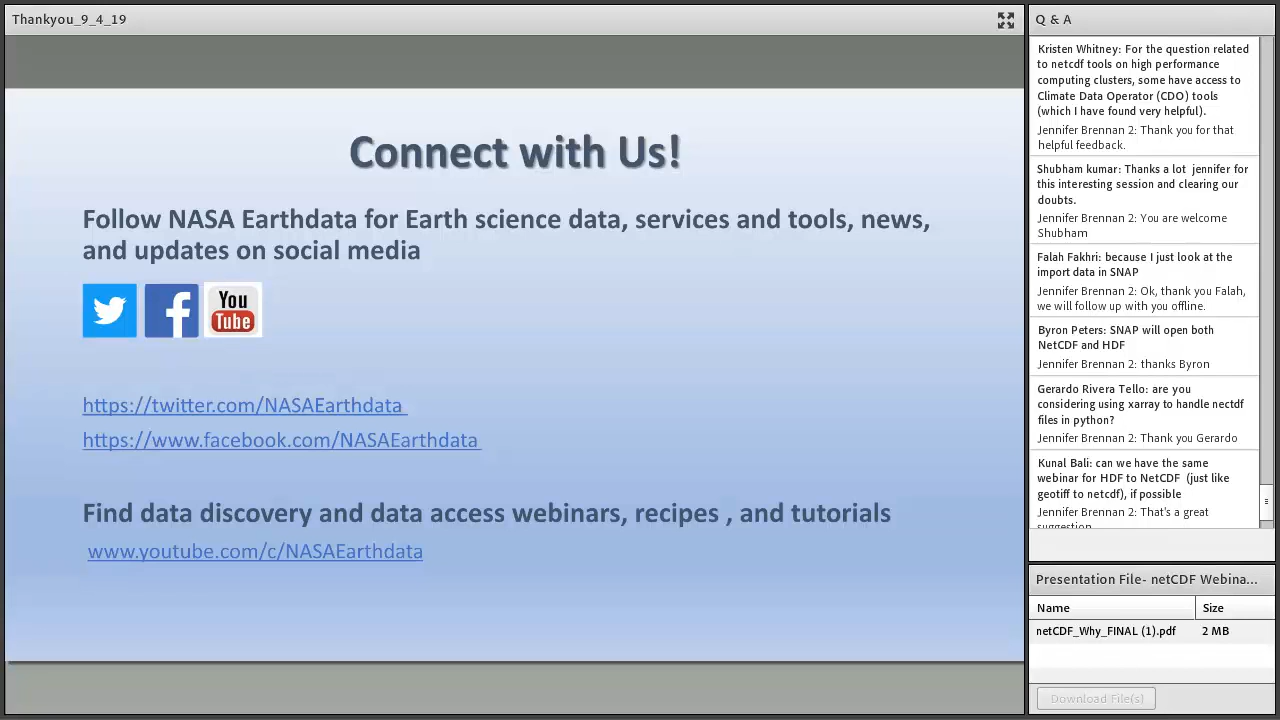 Thankyou_9_4_19
Connect with Us!
Follow NASA Earthdata for Earth science data, services and tools, news,
and updates on social media
You
Tube
https://twitter.com/NASAEarthdata
https://www.facebook.com/NASAEarthdata
Find data discovery and data access webinars, recipes , and tutorials
www.youtube.com/c/NASAEarthdata
Q & A
Kristen Whitney: For the question related
to netcdf tools on high performance
computing clusters, some have access to
Climate Data Operator (CDO) tools
(which I have found very helpful).
Jennifer Brennan 2: Thank you for that
helpful feedback.
Shubham kumar: Thanks a lot jennifer for
this interesting session and clearing our
doubts.
Jennifer Brennan 2: You are welcome
Shubham
Falah Fakhri: because I just look at the
import data in SNAP
Jennifer Brennan 2: Ok, thank you Falah,
we will follow up with you offline.
Byron Peters: SNAP will open both
NetCDF and HDF
Jennifer Brennan 2: thanks Byron
Gerardo Rivera Tello: are you
considering using xarray to handle nectdf
files in python?
Jennifer Brennan 2: Thank you Gerardo
Kunal Bali: can we have the same
webinar for HDF to NetCDF (just like
geotiff to netcdf), if possible
Jennifer Brennan 2: That's a great
suggestion
Presentation File- netCDF Webina...
Name Size
netCDF_Why_FINAL (1).pdf 2 MB
Download File(s)